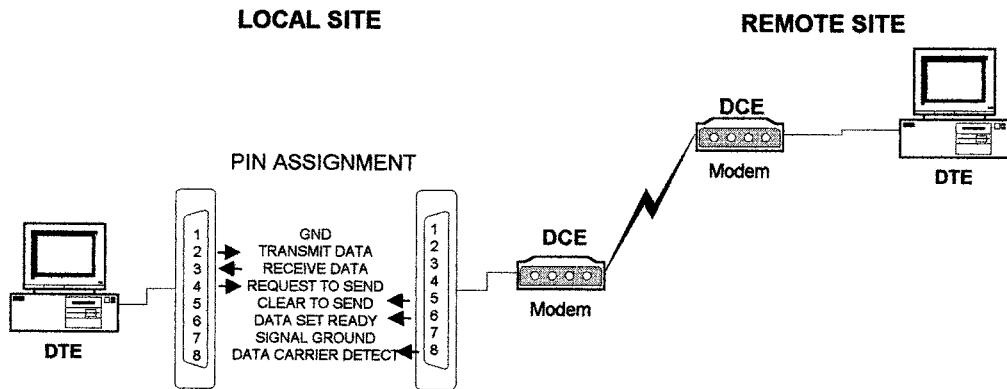 LOCAL SITE
REMOTE SITE
DCE
Modem
DTE
PIN ASSIGNMENT
1 GND 1
2 TRANSMIT DATA 2
3 RECEIVE DATA 3
4 REQUEST TO SEND 4
5 CLEAR TO SEND 5
6 DATA SET READY 6
7 SIGNAL GROUND 7
8 DATA CARRIER DETECT 8
DTE
DCE
Modem